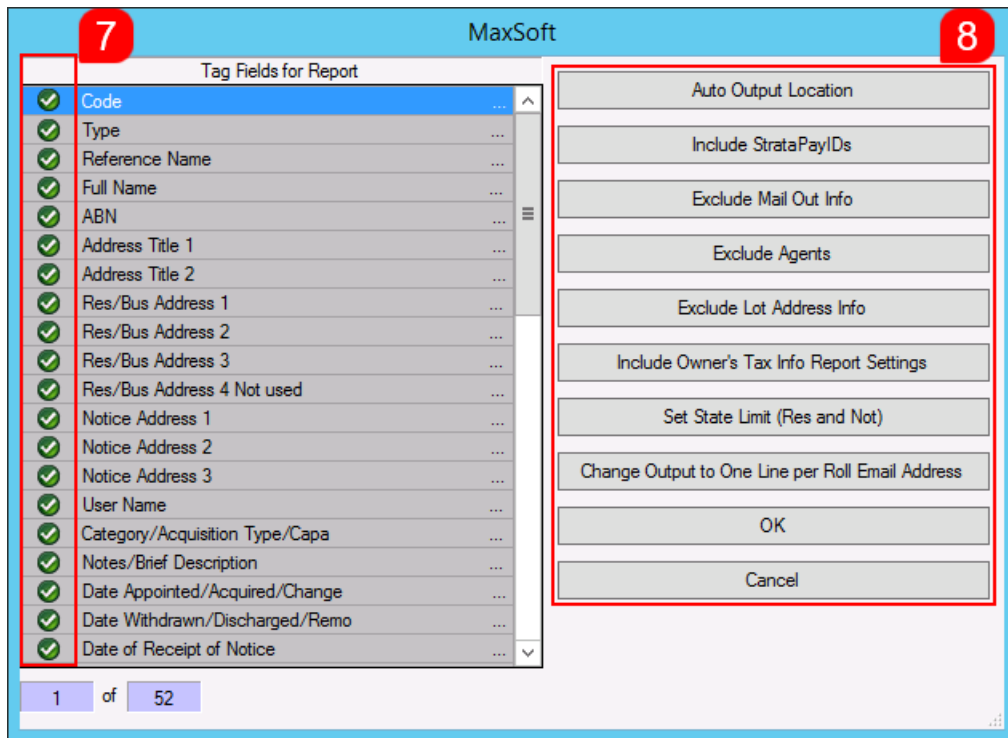 7
MaxSoft
8
Tag Fields for Report
Code ...
Type ...
Reference Name ...
Full Name ...
ABN ...
Address Title 1 ...
Address Title 2 ...
Res/Bus Address 1 ...
Res/Bus Address 2 ...
Res/Bus Address 3 ...
Res/Bus Address 4 Not used ...
Notice Address 1 ...
Notice Address 2 ...
Notice Address 3 ...
User Name ...
Category/Acquisition Type/Capa ...
Notes/Brief Description ...
Date Appointed/Acquired/Change ...
Date Withdrawn/Discharged/Remo ...
Date of Receipt of Notice ...
1 of 52
Auto Output Location
Include StrataPayIDs
Exclude Mail Out Info
Exclude Agents
Exclude Lot Address Info
Include Owner's Tax Info Report Settings
Set State Limit (Res and Not)
Change Output to One Line per Roll Email Address
OK
Cancel